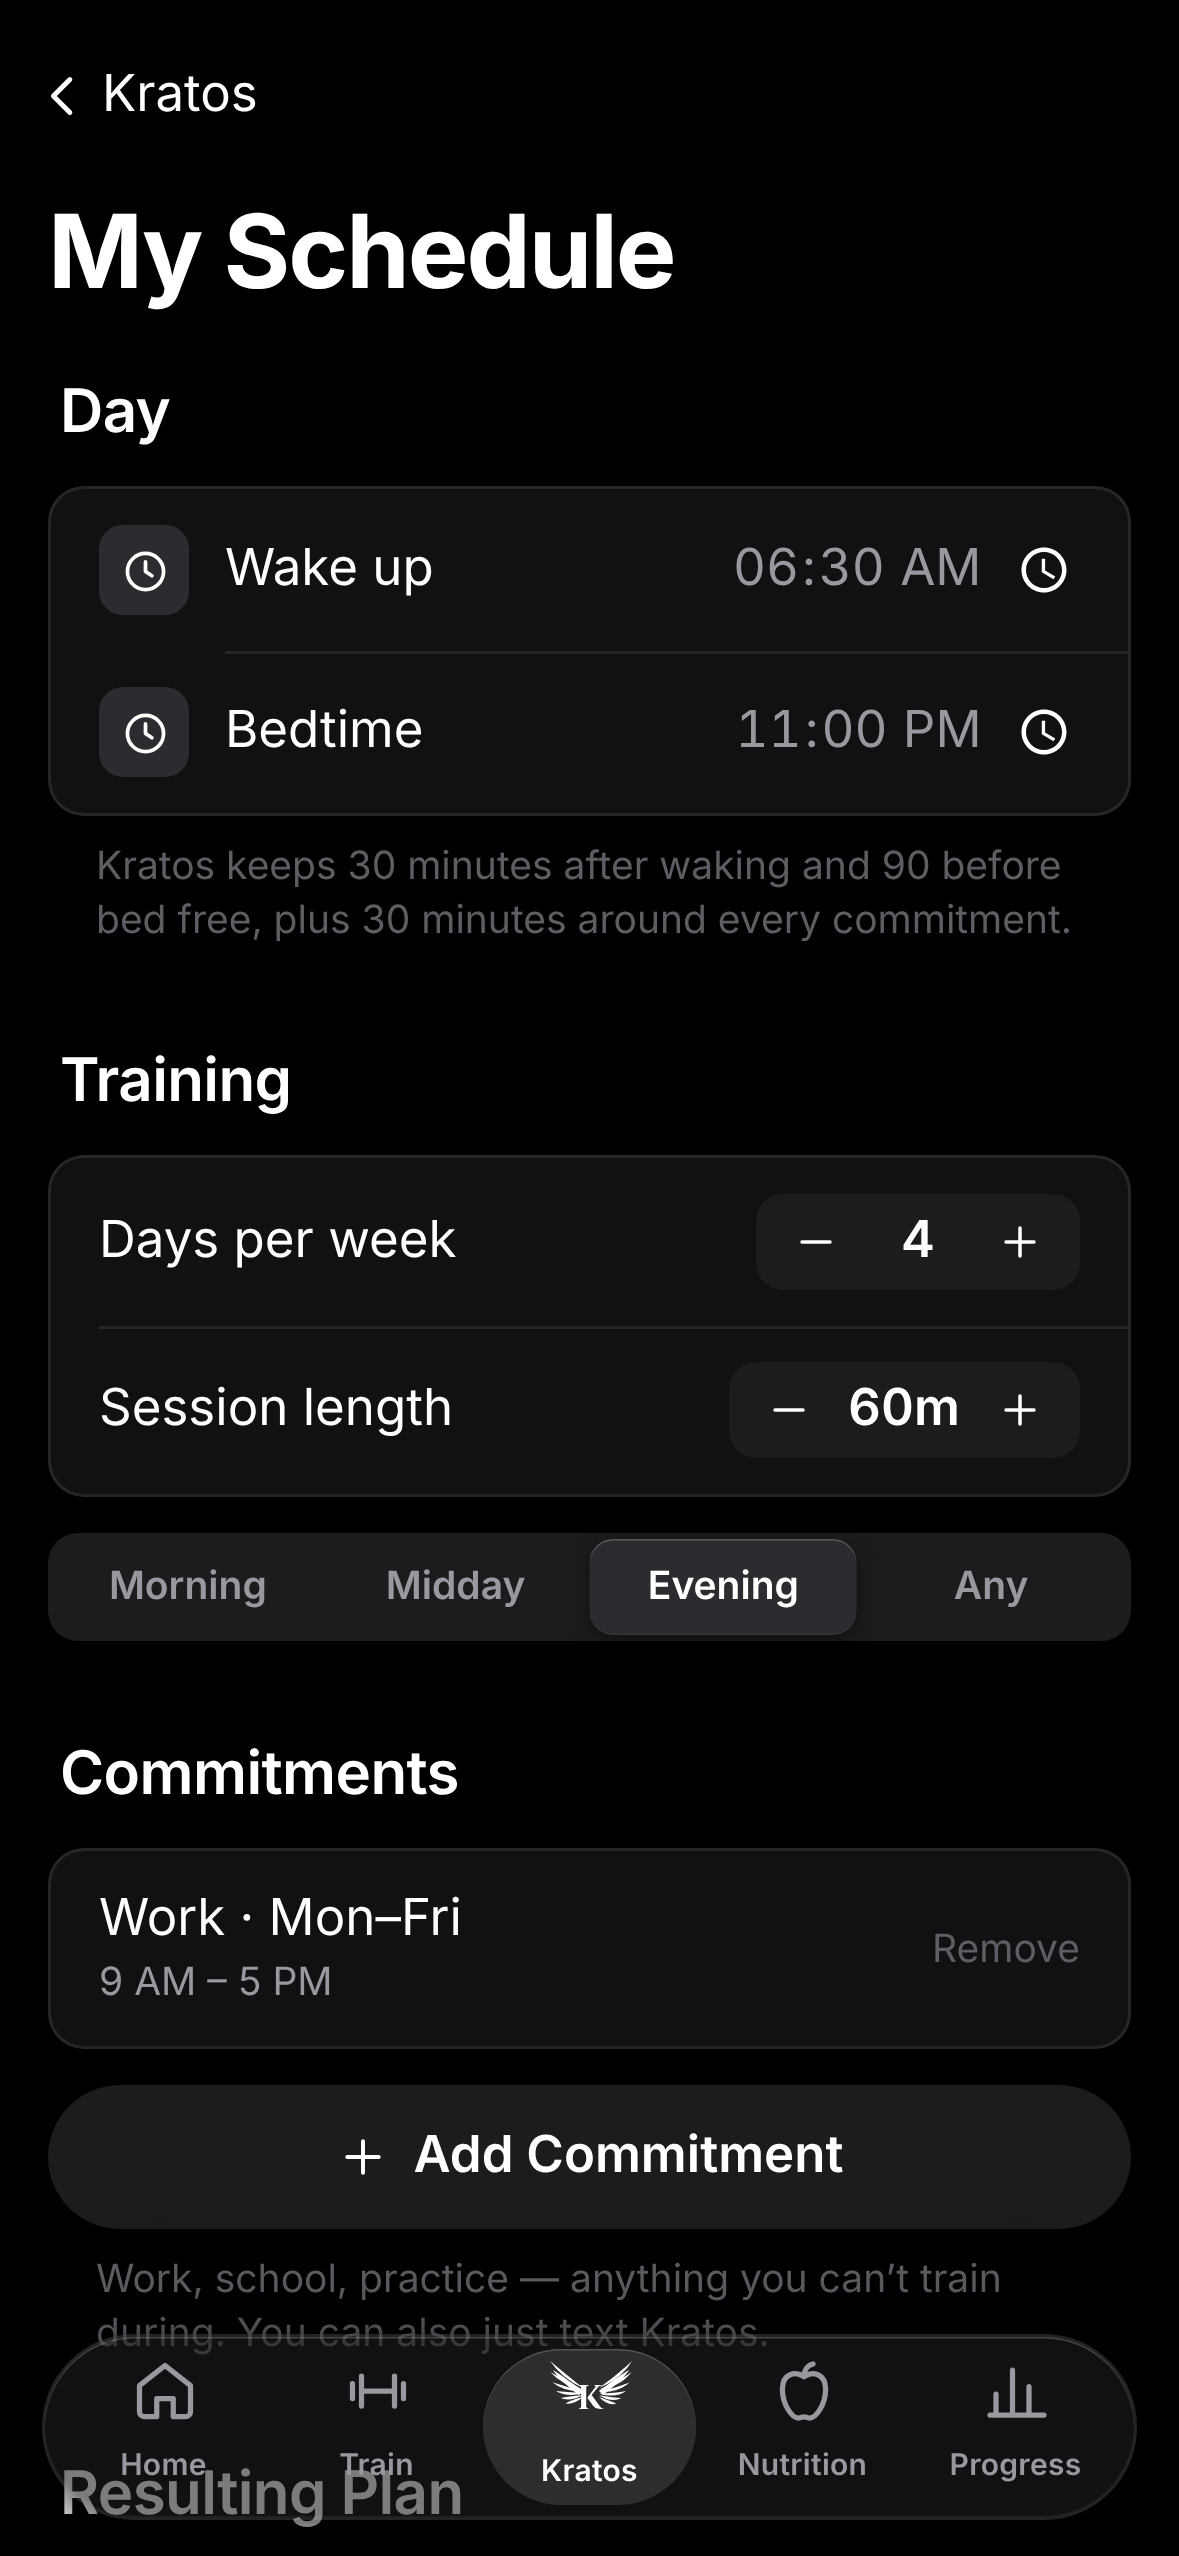 Kratos
My Schedule
Day
Wake up
06:30 AM
Bedtime
11:00 PM
Kratos keeps 30 minutes after waking and 90 before
bed free, plus 30 minutes around every commitment.
Training
Days per week
4
Session length
60m
Morning
Midday
Evening
Any
Commitments
Work · Mon–Fri
9 AM – 5 PM
Remove
Add Commitment
Work, school, practice — anything you can’t train
during. You can also just text Kratos.
K
Home
Train
Kratos
Nutrition
Progress
Resulting Plan